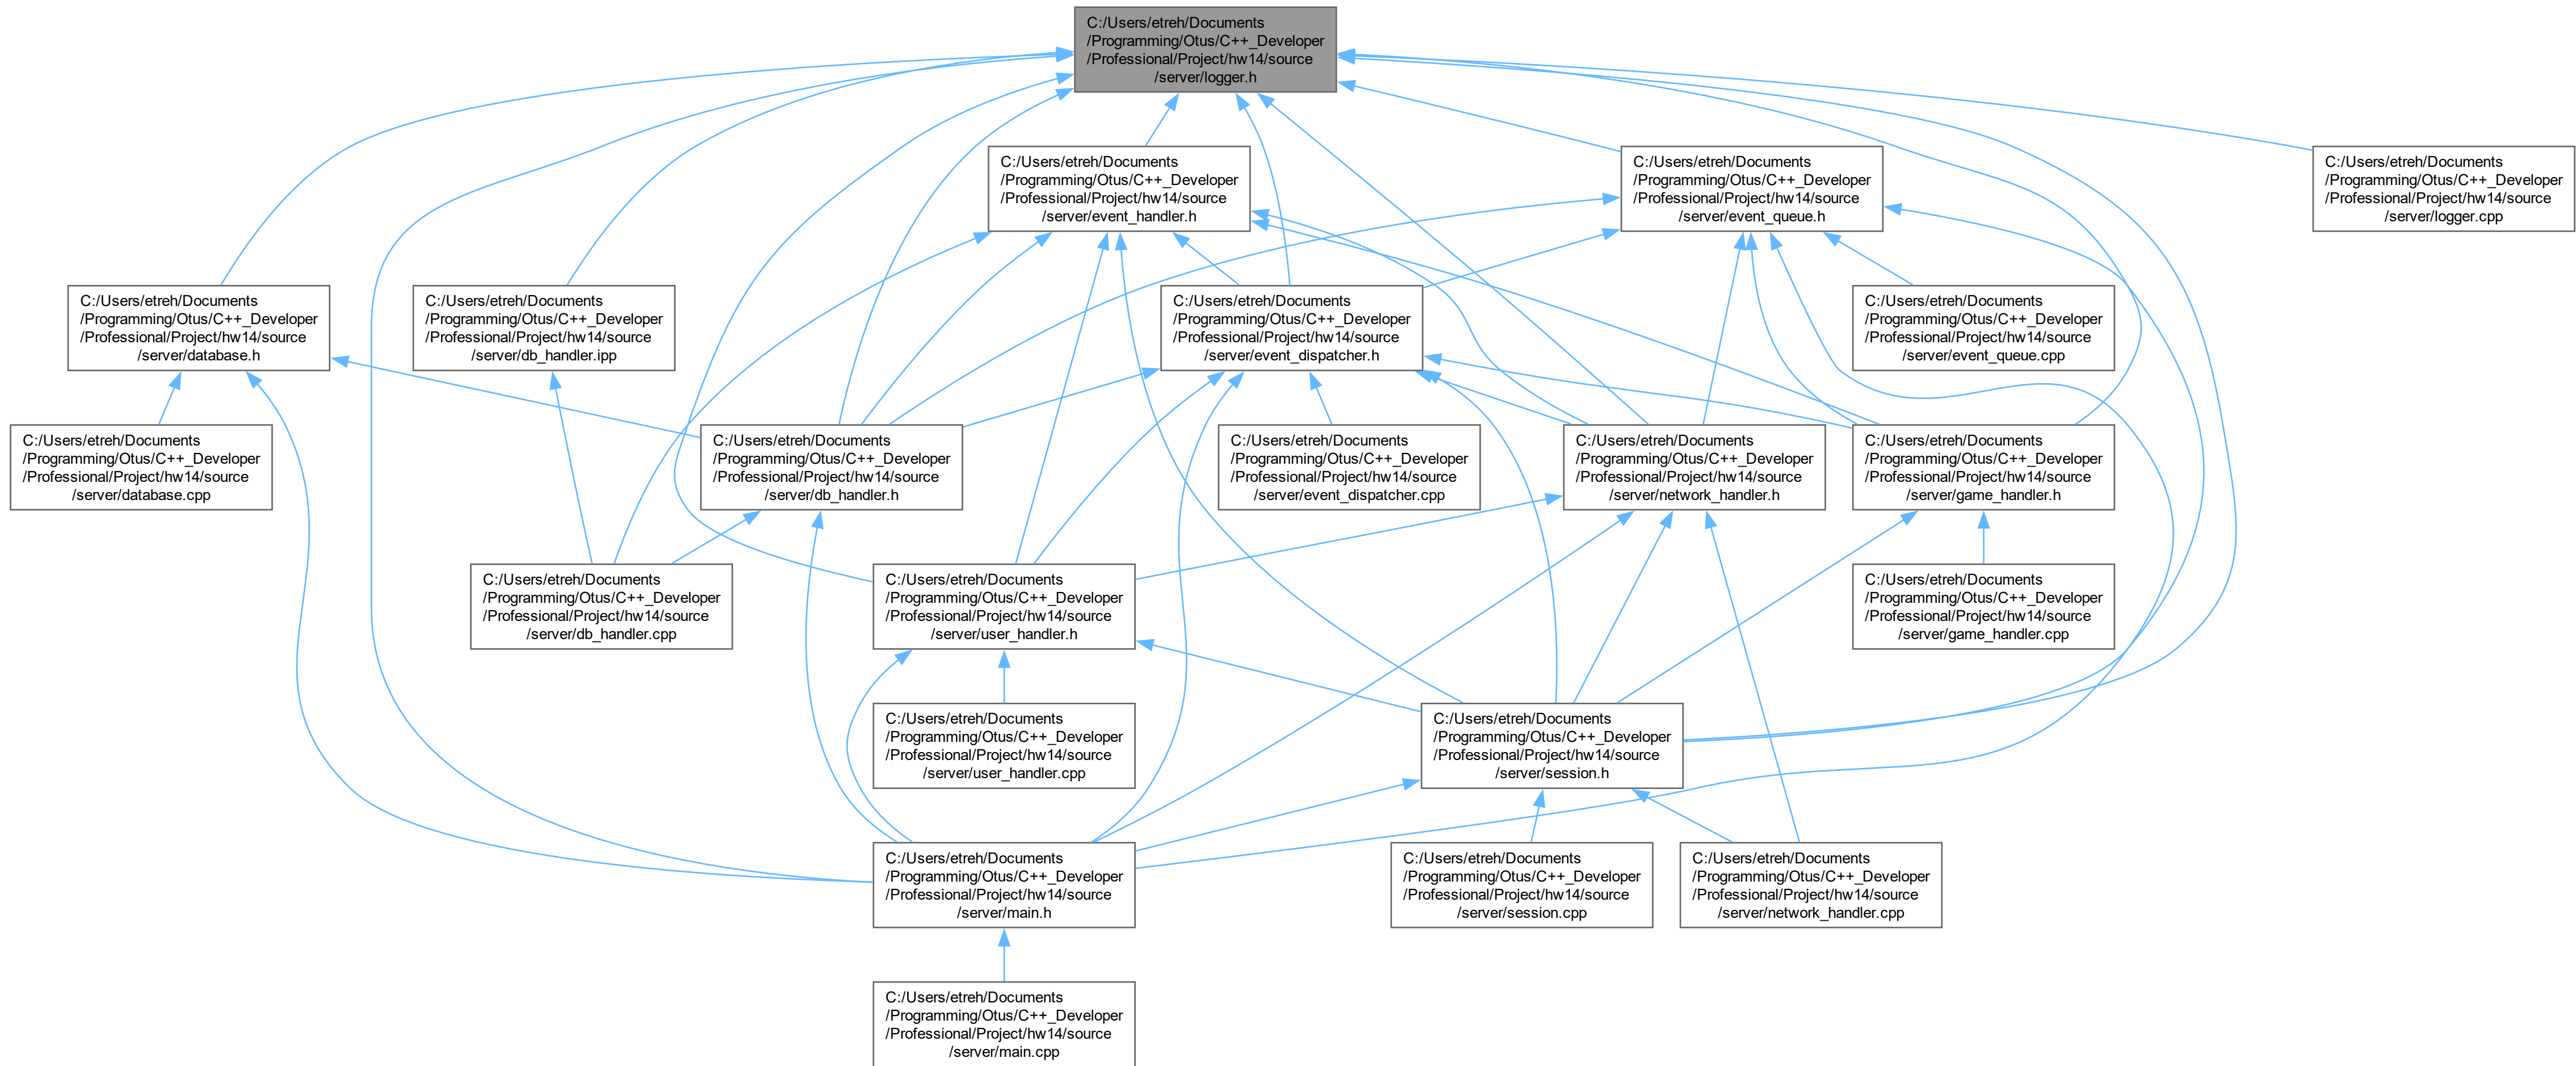 C:/Users/etreh/Documents
/Programming/Otus/C++_Developer
/Professional/Project/hw14/source
/server/logger.h
C:/Users/etreh/Documents
/Programming/Otus/C++_Developer
/Professional/Project/hw14/source
/server/event_handler.h
C:/Users/etreh/Documents
/Programming/Otus/C++_Developer
/Professional/Project/hw14/source
/server/event_queue.h
C:/Users/etreh/Documents
/Programming/Otus/C++_Developer
/Professional/Project/hw14/source
/server/logger.cpp
C:/Users/etreh/Documents
/Programming/Otus/C++_Developer
/Professional/Project/hw14/source
/server/database.h
C:/Users/etreh/Documents
/Programming/Otus/C++_Developer
/Professional/Project/hw14/source
/server/db_handler.ipp
C:/Users/etreh/Documents
/Programming/Otus/C++_Developer
/Professional/Project/hw14/source
/server/event_dispatcher.h
C:/Users/etreh/Documents
/Programming/Otus/C++_Developer
/Professional/Project/hw14/source
/server/event_queue.cpp
C:/Users/etreh/Documents
/Programming/Otus/C++_Developer
/Professional/Project/hw14/source
/server/database.cpp
C:/Users/etreh/Documents
/Programming/Otus/C++_Developer
/Professional/Project/hw14/source
/server/db_handler.h
C:/Users/etreh/Documents
/Programming/Otus/C++_Developer
/Professional/Project/hw14/source
/server/event_dispatcher.cpp
C:/Users/etreh/Documents
/Programming/Otus/C++_Developer
/Professional/Project/hw14/source
/server/network_handler.h
C:/Users/etreh/Documents
/Programming/Otus/C++_Developer
/Professional/Project/hw14/source
/server/game_handler.h
C:/Users/etreh/Documents
/Programming/Otus/C++_Developer
/Professional/Project/hw14/source
/server/db_handler.cpp
C:/Users/etreh/Documents
/Programming/Otus/C++_Developer
/Professional/Project/hw14/source
/server/user_handler.h
C:/Users/etreh/Documents
/Programming/Otus/C++_Developer
/Professional/Project/hw14/source
/server/game_handler.cpp
C:/Users/etreh/Documents
/Programming/Otus/C++_Developer
/Professional/Project/hw14/source
/server/user_handler.cpp
C:/Users/etreh/Documents
/Programming/Otus/C++_Developer
/Professional/Project/hw14/source
/server/session.h
C:/Users/etreh/Documents
/Programming/Otus/C++_Developer
/Professional/Project/hw14/source
/server/main.h
C:/Users/etreh/Documents
/Programming/Otus/C++_Developer
/Professional/Project/hw14/source
/server/session.cpp
C:/Users/etreh/Documents
/Programming/Otus/C++_Developer
/Professional/Project/hw14/source
/server/network_handler.cpp
C:/Users/etreh/Documents
/Programming/Otus/C++_Developer
/Professional/Project/hw14/source
/server/main.cpp